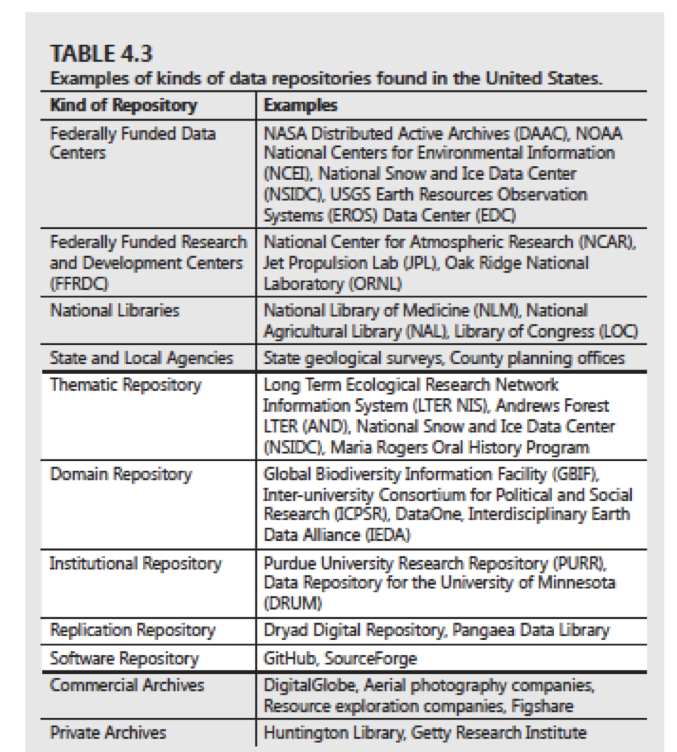 TABLE 4.3
Examples of kinds of data repositories found in the United States.
Kind of Repository Examples
Federally Funded Data Centers NASA Distributed Active Archives (DAAC), NOAA
National Centers for Environmental Information
(NCEI), National Snow and Ice Data Center
(NSIDC), USGS Earth Resources Observation
Systems (EROS) Data Center (EDC)
Federally Funded Research National Center for Atmospheric Research (NCAR),
and Development Centers Jet Propulsion Lab (JPL), Oak Ridge National
(FFRDC) Laboratory (ORNL)
National Libraries National Library of Medicine (NLM), National
Agricultural Library (NAL), Library of Congress (LOC)
State and Local Agencies State geological surveys, County planning offices
Thematic Repository Long Term Ecological Research Network
Information System (LTER NIS), Andrews Forest
LTER (AND), National Snow and Ice Data Center
(NSIDC), Maria Rogers Oral History Program
Domain Repository Global Biodiversity Information Facility (GBIF),
Inter-university Consortium for Political and Social
Research (ICPSR), DataOne, Interdisciplinary Earth
Data Alliance (IEDA)
Institutional Repository Purdue University Research Repository (PURR),
Data Repository for the University of Minnesota
(DRUM)
Replication Repository Dryad Digital Repository, Pangaea Data Library
Software Repository GitHub, SourceForge
Commercial Archives DigitalGlobe, Aerial photography companies,
Resource exploration companies, Figshare
Private Archives Huntington Library, Getty Research Institute